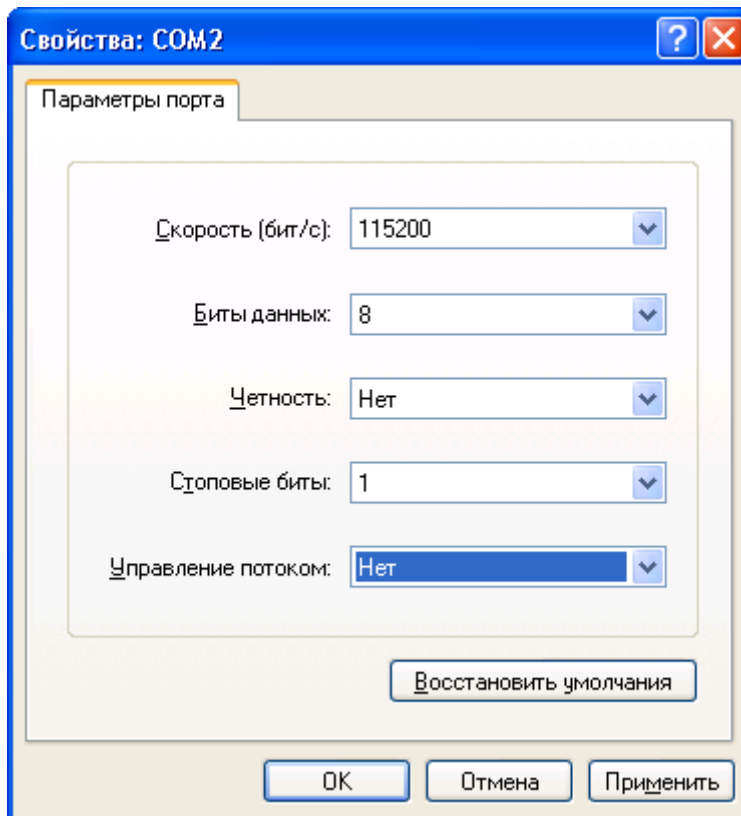 Свойства: COM2
?
Параметры порта
Скорость (бит/с): 115200
Биты данных: 8
Четность: Нет
Стоповые биты: 1
Управление потоком: Нет
Восстановить умолчания
OK Отмена Применить